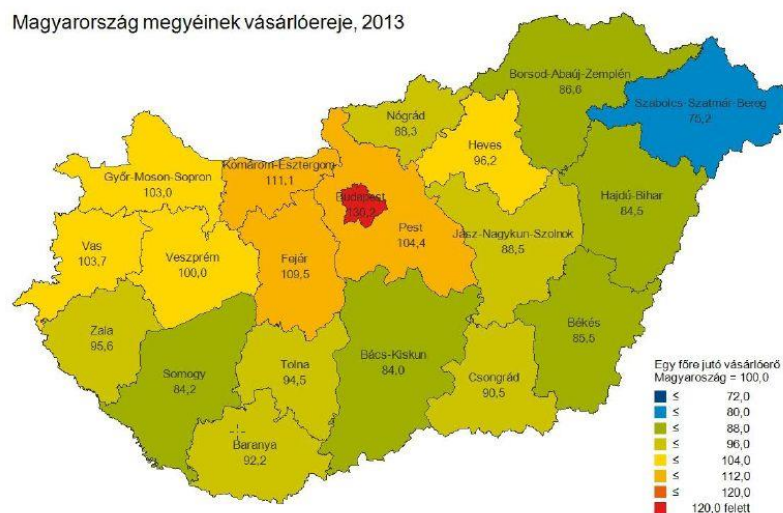 Magyarország megyéinek vásárlóereje, 2013
Borsod-Abaúj-Zemplén
86,6
Szabolcs-Szatmár-Bereg
75,2
Nógrád
88,3
Heves
96,2
Komárom-Esztergom
111,1
Győr-Moson-Sopron
103,0
Budapest
130,2
Hajdú-Bihar
84,5
Pest
104,4
Jász-Nagykun-Szolnok
88,5
Vas
103,7
Veszprém
100,0
Fejér
109,5
Zala
95,6
Somogy
84,2
Tolna
94,5
Bács-Kiskun
84,0
Békés
85,5
Csongrád
90,5
Baranya
92,2
Egy főre jutó vásárlóerő
Magyaroszág = 100,0
≤ 72,0
≤ 80,0
≤ 88,0
≤ 96,0
≤ 104,0
≤ 112,0
≤ 120,0
120,0 felett